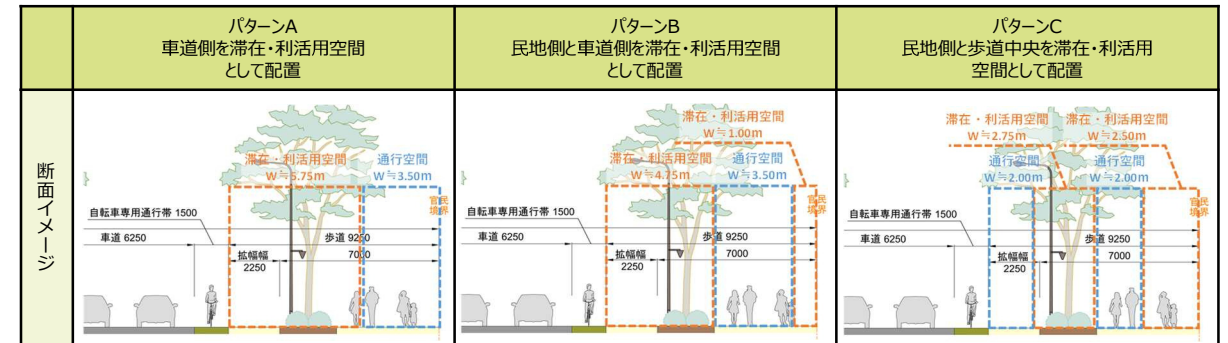 パターンA
車道側を滞在・利活用空間
として配置
パターンB
民地側と車道側を滞在・利活用空間
として配置
パターンC
民地側と歩道中央を滞在・利活用
空間として配置
断面イメージ
滞在・利活用空間
W≒5.75m
通行空間
W≒3.50m
官民境界
自転車専用通行帯 1500
車道 6250
歩道 9250
拡幅幅
2250
7000
滞在・利活用空間
W≒1.00m
滞在・利活用空間
W≒4.75m
通行空間
W≒3.50m
官民境界
自転車専用通行帯 1500
車道 6250
歩道 9250
拡幅幅
2250
7000
滞在・利活用空間
W≒2.75m
滞在・利活用空間
W≒2.50m
通行空間
W≒2.00m
通行空間
W≒2.00m
官民境界
自転車専用通行帯 1500
車道 6250
歩道 9250
拡幅幅
2250
7000